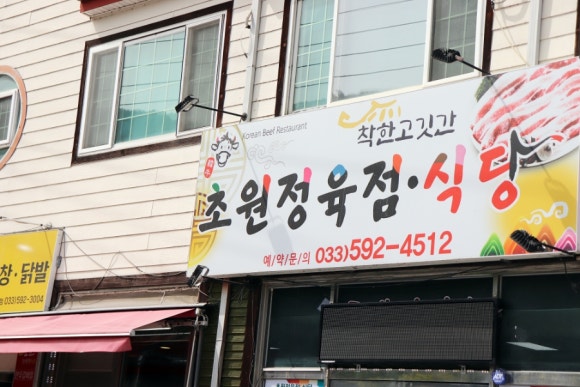 Korean Beef Restaurant
착한고깃간
초원정육점·식당
예/약/문/의 033)592-4512
창·닭발
033)592-3004